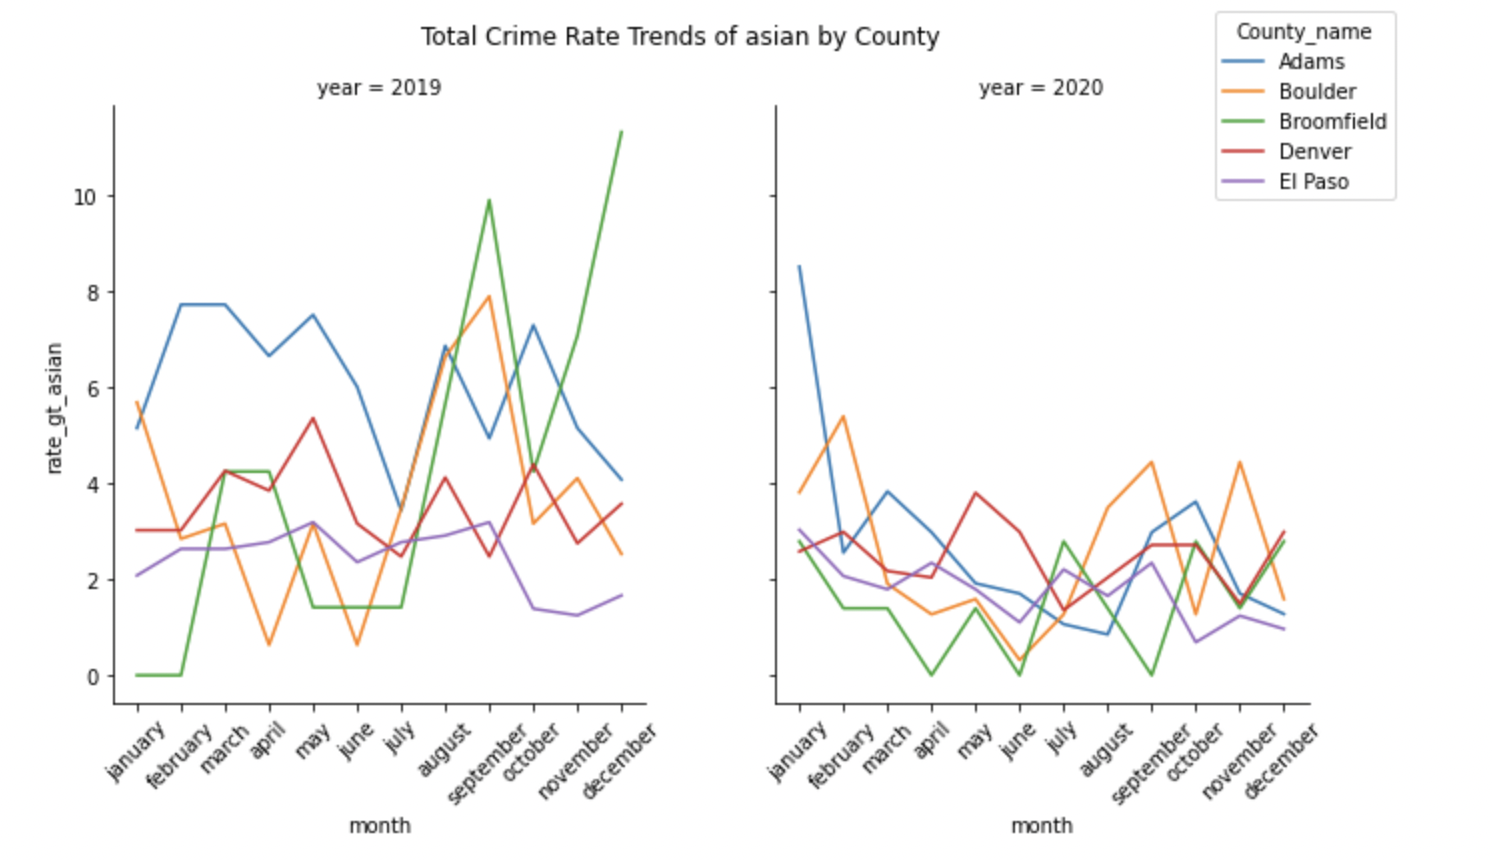 Total Crime Rate Trends of asian by County
County_name
Adams
Boulder
Broomfield
Denver
El Paso
year = 2019
year = 2020
rate_gt_asian
10
8
6
4
2
0
january
february
march
april
may
june
july
august
september
october
november
december
month
january
february
march
april
may
june
july
august
september
october
november
december
month